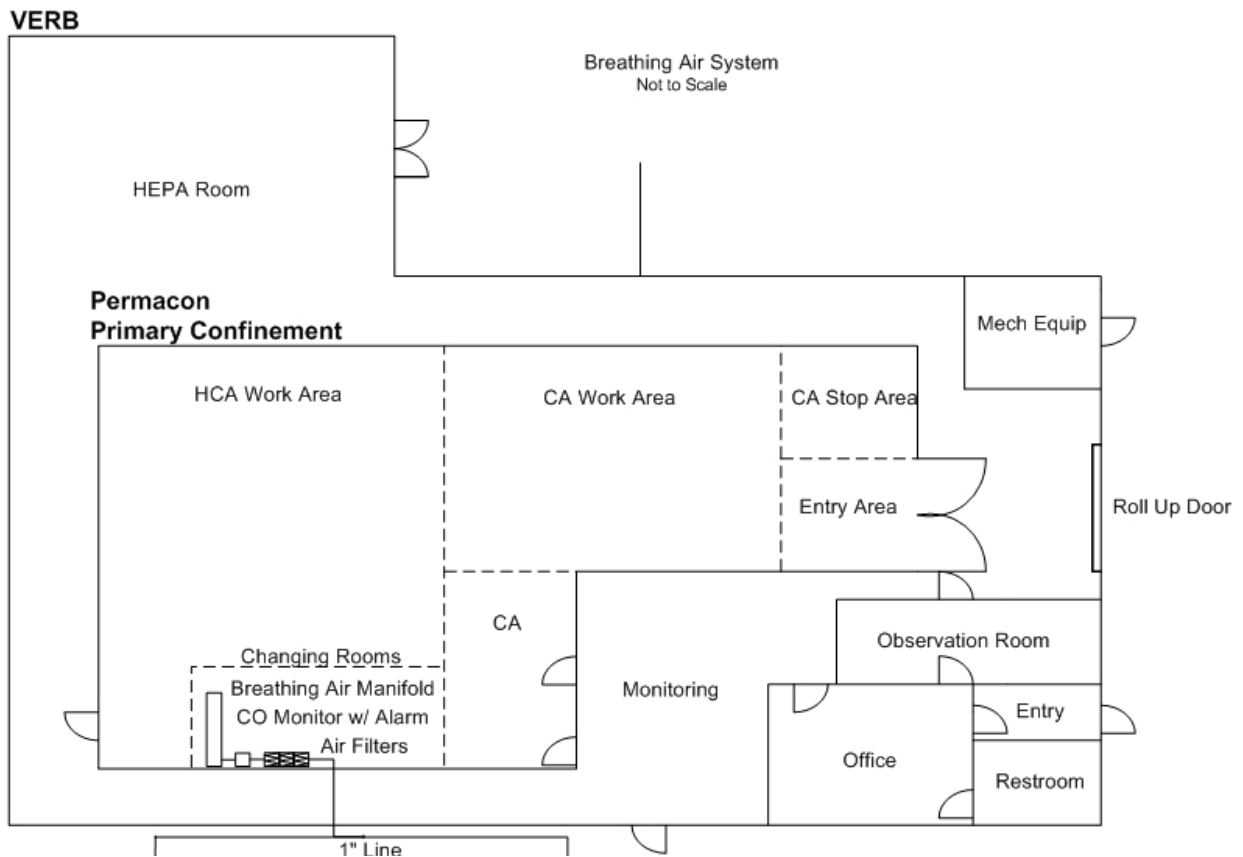 VERB
Breathing Air System
Not to Scale
HEPA Room
Permacon
Primary Confinement
Mech Equip
HCA Work Area
CA Work Area
CA Stop Area
Entry Area
Roll Up Door
CA
Observation Room
Changing Rooms
Breathing Air Manifold
Monitoring
CO Monitor w/ Alarm
Entry
Air Filters
Office
Restroom
1" Line